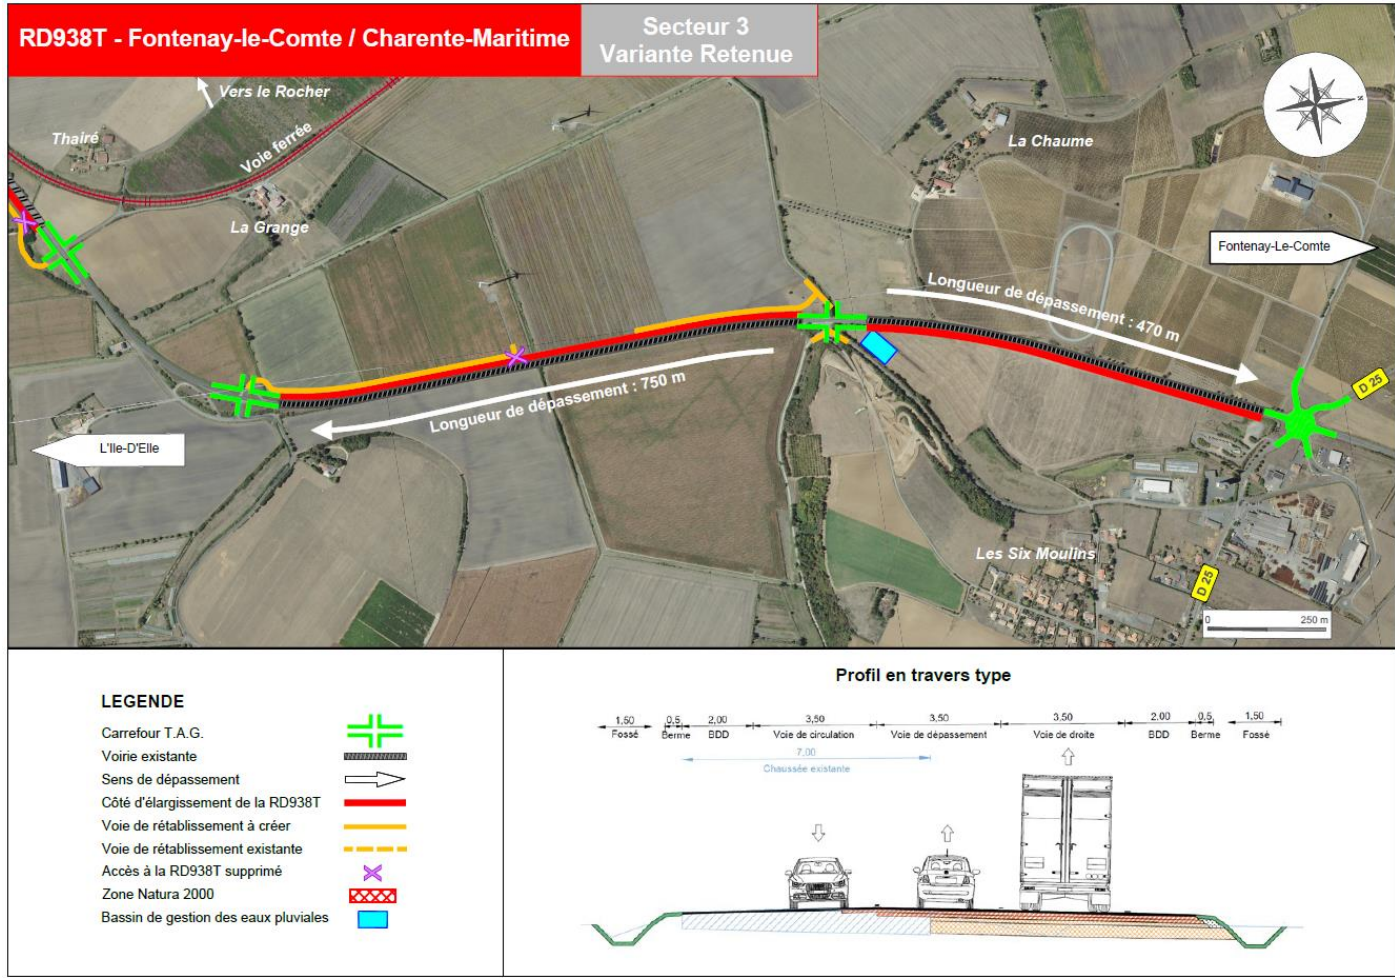 RD938T - Fontenay-le-Comte / Charente-Maritime
Secteur 3
Variante Retenue
Vers le Rocher
Thairé
Voie ferrée
La Grange
La Chaume
N
Fontenay-Le-Comte
Longueur de dépassement : 470 m
Longueur de dépassement : 750 m
D 25
L'Ile-D'Elle
Les Six Moulins
D 25
0 250 m
LEGENDE
Carrefour T.A.G.
Voirie existante
Sens de dépassement
Côté d'élargissement de la RD938T
Voie de rétablissement à créer
Voie de rétablissement existante
Accès à la RD938T supprimé
Zone Natura 2000
Bassin de gestion des eaux pluviales
Profil en travers type
1,50 0,5 2,00 3,50 3,50 3,50 2,00 0,5 1,50
Fossé Berme BDD Voie de circulation Voie de dépassement Voie de droite BDD Berme Fossé
7,00
Chaussée existante